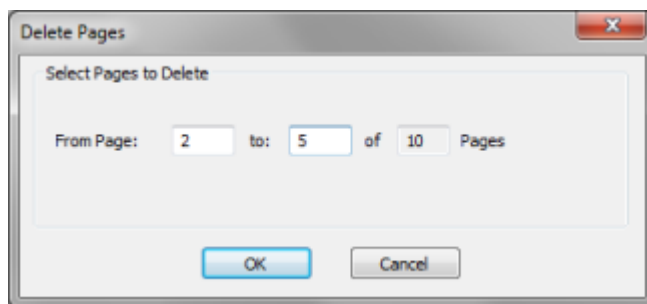 Delete Pages
Select Pages to Delete
From Page: 2 to: 5 of 10 Pages
OK Cancel